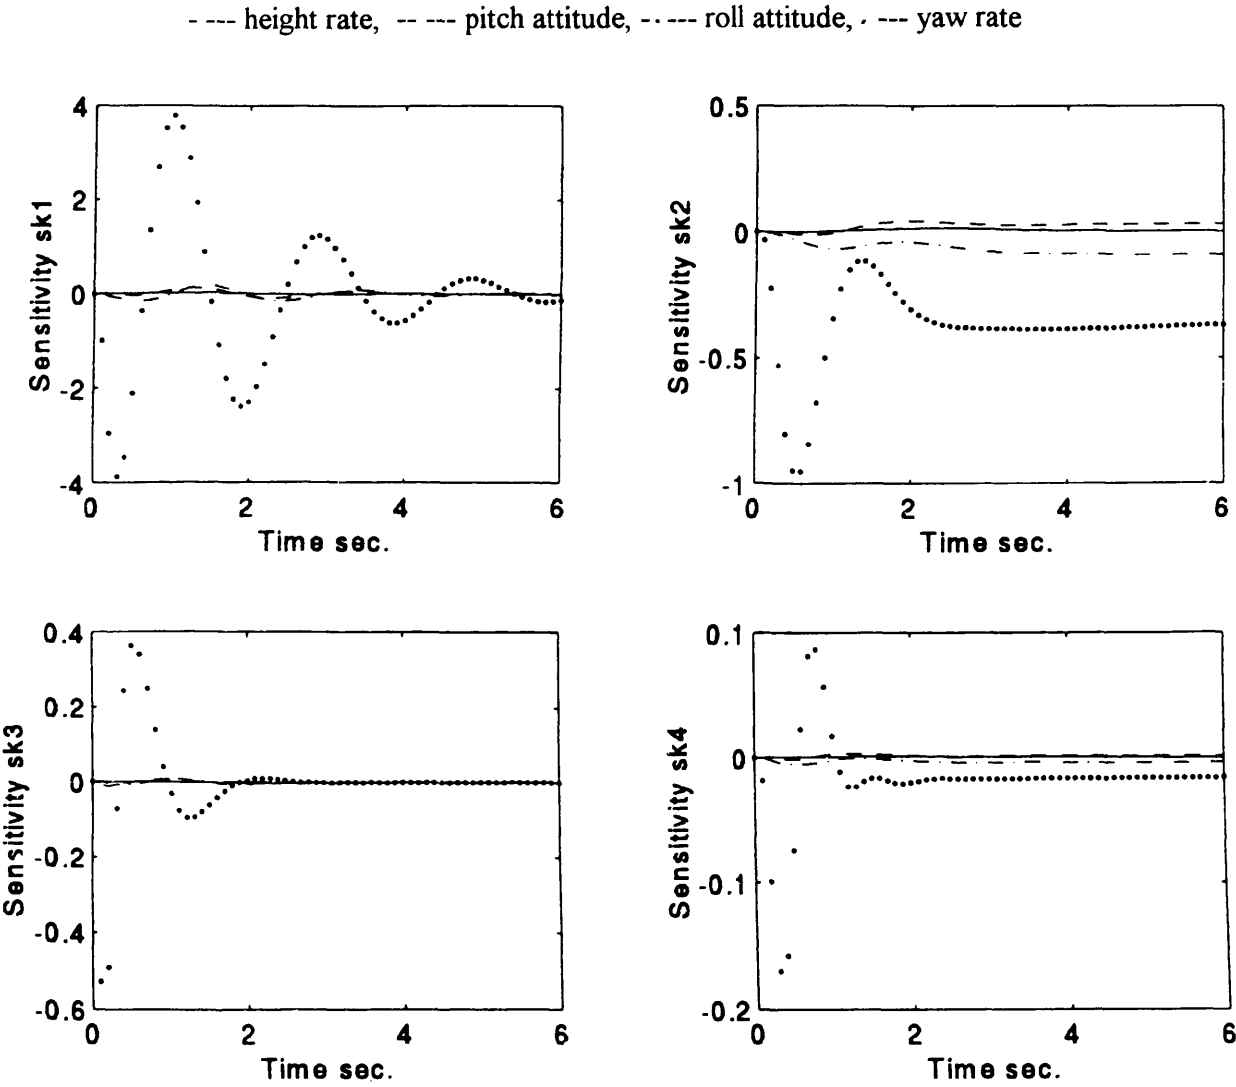 - --- height rate, -- --- pitch attitude, -·- --- roll attitude, · --- yaw rate
4
2
0
-2
-4
Sensitivity sk1
0 2 4 6
Time sec.
0.5
0
-0.5
-1
Sensitivity sk2
0 2 4 6
Time sec.
0.4
0.2
0
-0.2
-0.4
-0.6
Sensitivity sk3
0 2 4 6
Time sec.
0.1
0
-0.1
-0.2
Sensitivity sk4
0 2 4 6
Time sec.